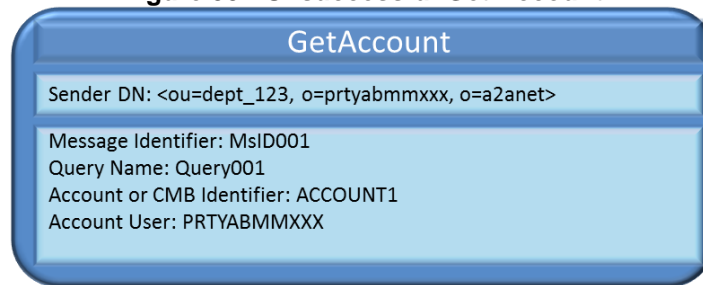 GetAccount
Sender DN: <ou=dept_123, o=prtyabmmxxx, o=a2anet>
Message Identifier: MsID001
Query Name: Query001
Account or CMB Identifier: ACCOUNT1
Account User: PRTYABMMXXX